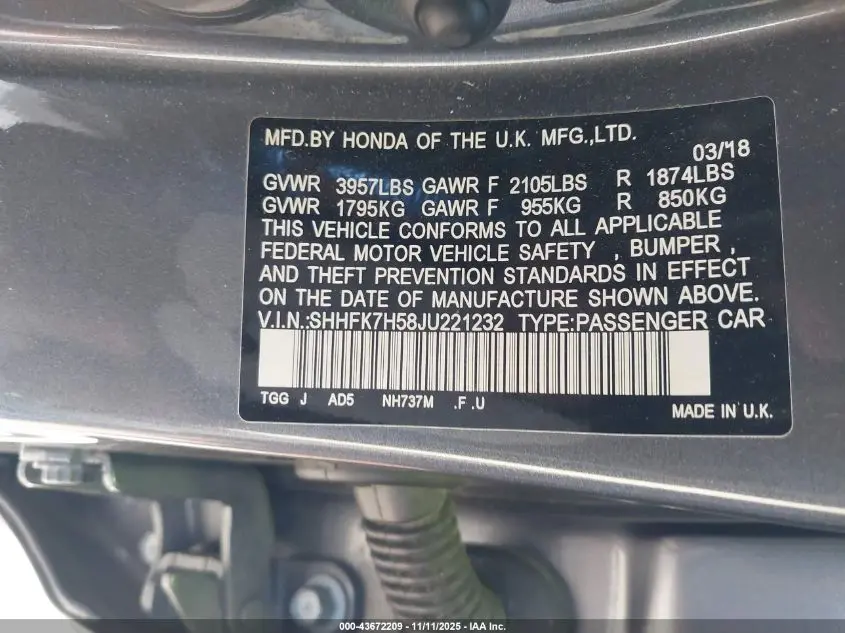 MFD.BY HONDA OF THE U.K. MFG.,LTD.
03/18
GVWR 3957LBS GAWR F 2105LBS R 1874LBS
GVWR 1795KG GAWR F 955KG R 850KG
THIS VEHICLE CONFORMS TO ALL APPLICABLE
FEDERAL MOTOR VEHICLE SAFETY , BUMPER ,
AND THEFT PREVENTION STANDARDS IN EFFECT
ON THE DATE OF MANUFACTURE SHOWN ABOVE.
V.I.N.:SHHFK7H58JU221232 TYPE:PASSENGER CAR
TGG J AD5 NH737M .F .U
MADE IN U.K.
000-43672209 - 11/11/2025 - IAA Inc.